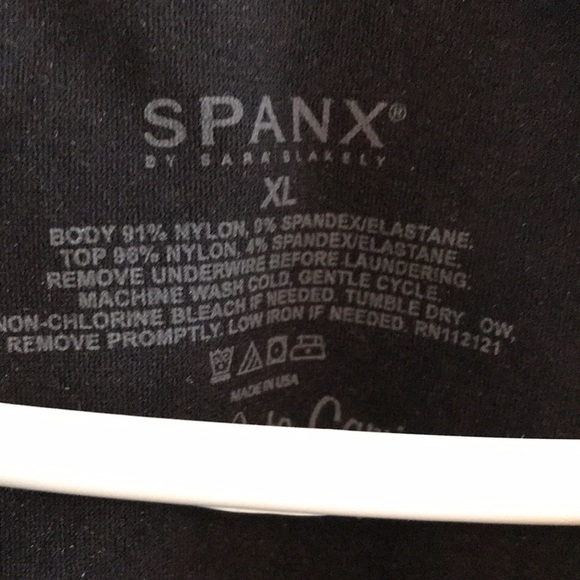 SPANX®
BY SARA BLAKELY
XL
BODY 91% NYLON, 9% SPANDEX/ELASTANE.
TOP 96% NYLON, 4% SPANDEX/ELASTANE.
REMOVE UNDERWIRE BEFORE LAUNDERING.
MACHINE WASH COLD, GENTLE CYCLE.
NON-CHLORINE BLEACH IF NEEDED. TUMBLE DRY OW,
REMOVE PROMPTLY. LOW IRON IF NEEDED. RN112121
MADE IN USA